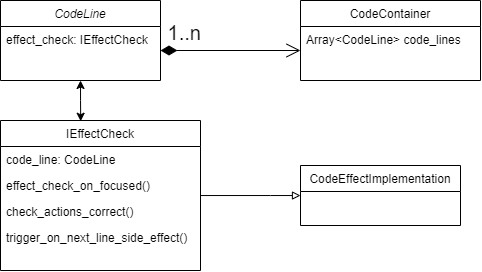 CodeLine
effect_check: IEffectCheck
1..n
CodeContainer
Array<CodeLine> code_lines
IEffectCheck
code_line: CodeLine
effect_check_on_focused()
check_actions_correct()
trigger_on_next_line_side_effect()
CodeEffectImplementation